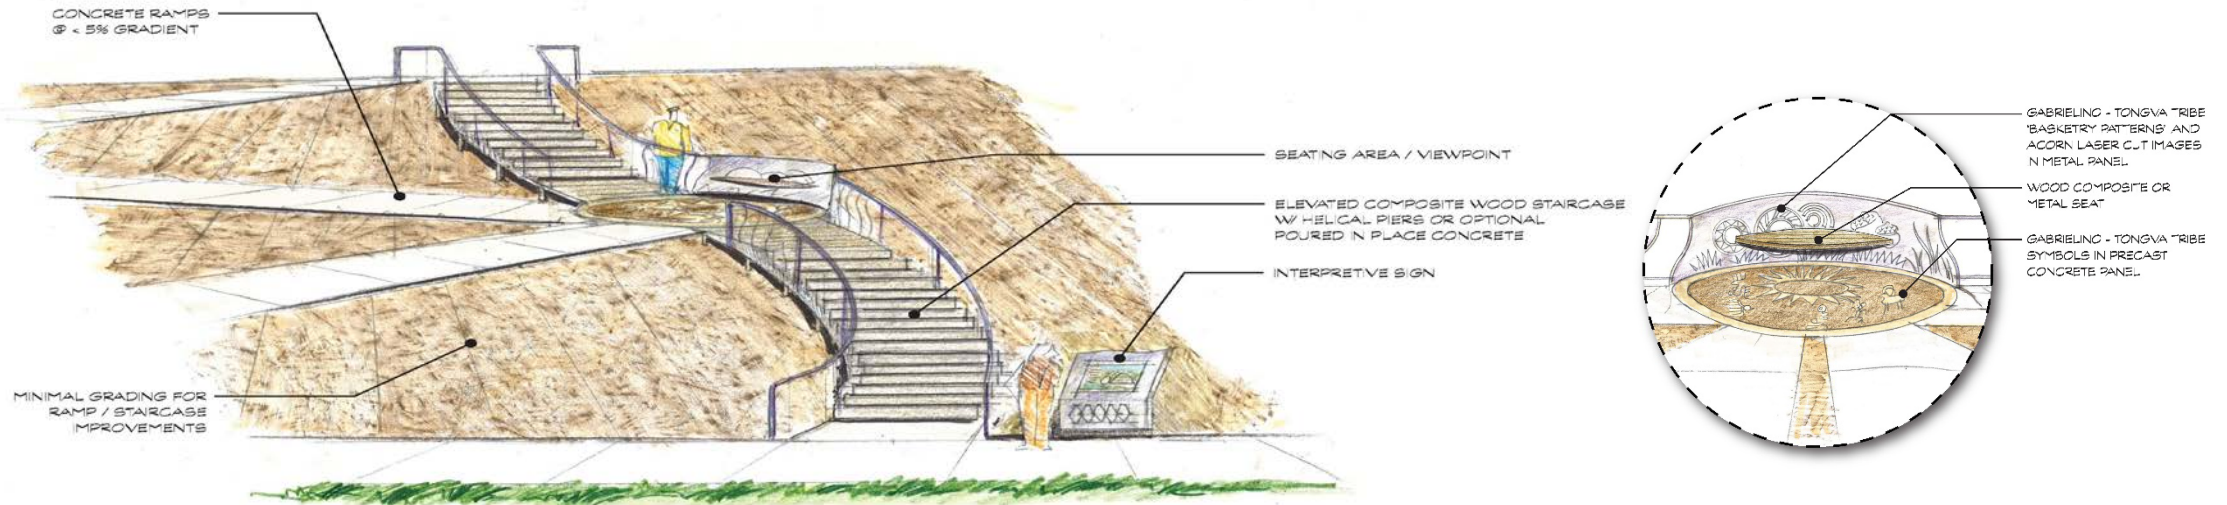 CONCRETE RAMPS
@ < 5% GRADIENT
SEATING AREA / VIEWPOINT
ELEVATED COMPOSITE WOOD STAIRCASE
W/ HELICAL PIERS OR OPTIONAL
POURED IN PLACE CONCRETE
INTERPRETIVE SIGN
MINIMAL GRADING FOR
RAMP / STAIRCASE
IMPROVEMENTS
GABRIELINO - TONGVA TRIBE
'BASKETRY PATTERNS' AND
ACORN LASER CUT IMAGES
IN METAL PANEL
WOOD COMPOSITE OR
METAL SEAT
GABRIELINO - TONGVA TRIBE
SYMBOLS IN PRECAST
CONCRETE PANEL